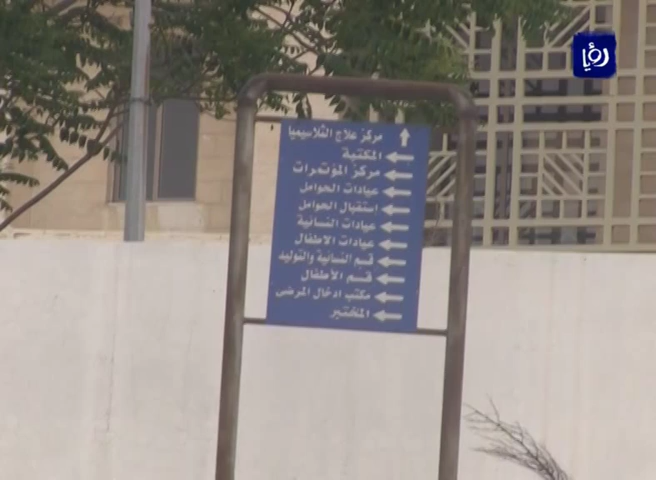 رؤيا
مركز علاج الثلاسيميا
المكتبة
مركز المؤتمرات
عيادات الحوامل
استقبال الحوامل
عيادات النسائية
عيادات الاطفال
قسم النسائية والتوليد
قسم الأطفال
مكتب ادخال المرضى
المختبر